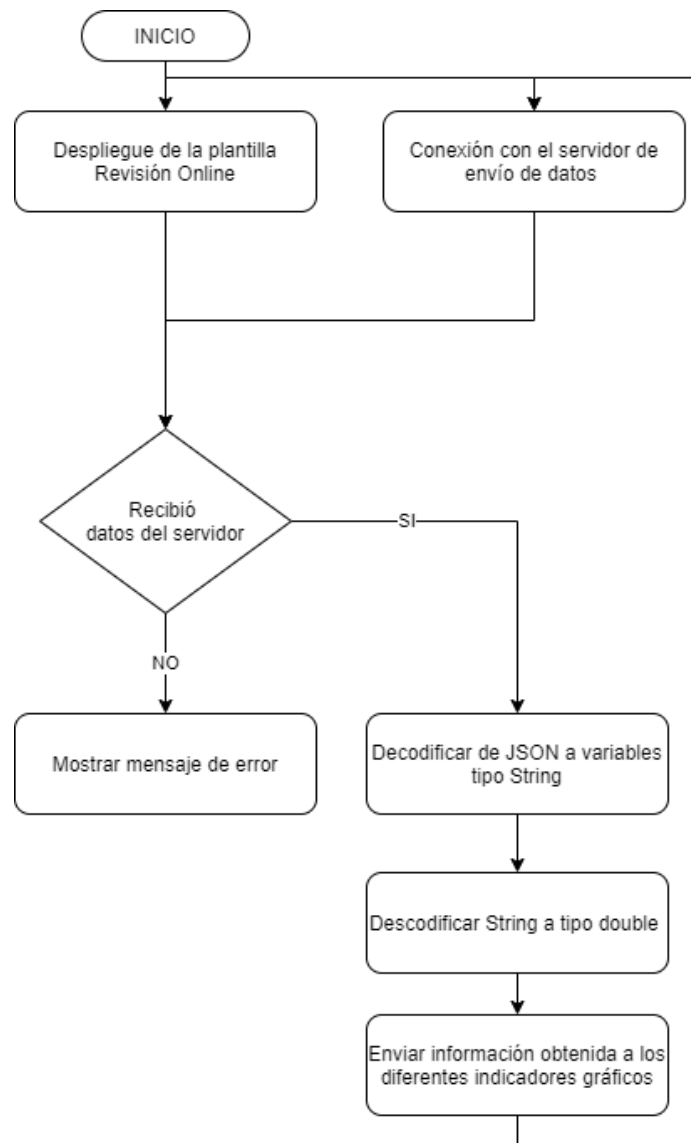 INICIO
Despliegue de la plantilla
Revisión Online
Conexión con el servidor de
envío de datos
Recibió
datos del servidor
SI
NO
Mostrar mensaje de error
Decodificar de JSON a variables
tipo String
Descodificar String a tipo double
Enviar información obtenida a los
diferentes indicadores gráficos